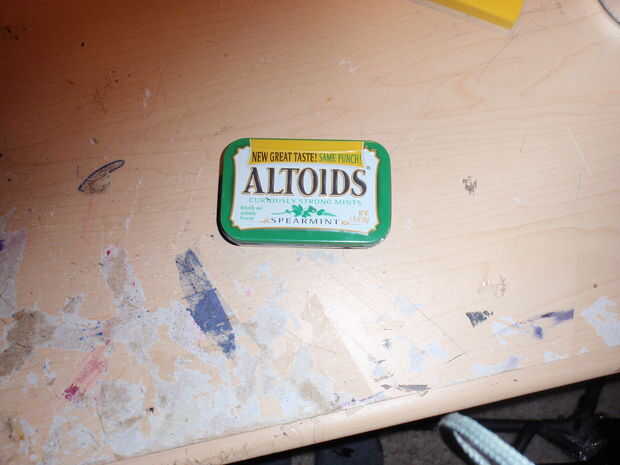 NEW GREAT TASTE! SAME PUNCH!
ALTOIDS
CURIOUSLY STRONG MINTS
SPEARMINT